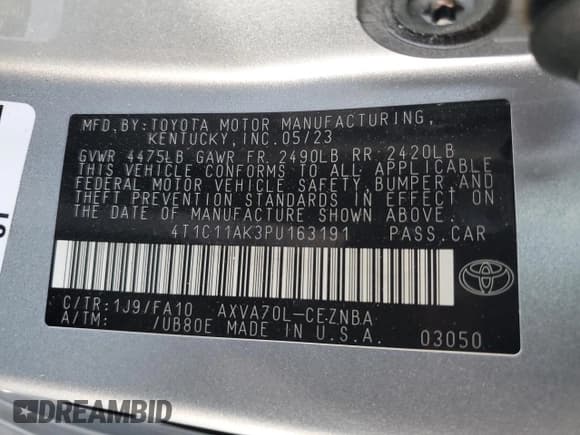 MFD.BY:TOYOTA MOTOR MANUFACTURING,
KENTUCKY, INC. 05/23
GVWR 4475LB GAWR FR 2490LB RR 2420LB
THIS VEHICLE CONFORMS TO ALL APPLICABLE
FEDERAL MOTOR VEHICLE SAFETY, BUMPER, AND
THEFT PREVENTION STANDARDS IN EFFECT ON
THE DATE OF MANUFACTURE SHOWN ABOVE.
4T1C11AK3PU163191 PASS.CAR
C/TR: 1J9/FA10 AXVA70L-CEZNBA
A/TM: /UB80E MADE IN U.S.A. 03050
DREAMBID